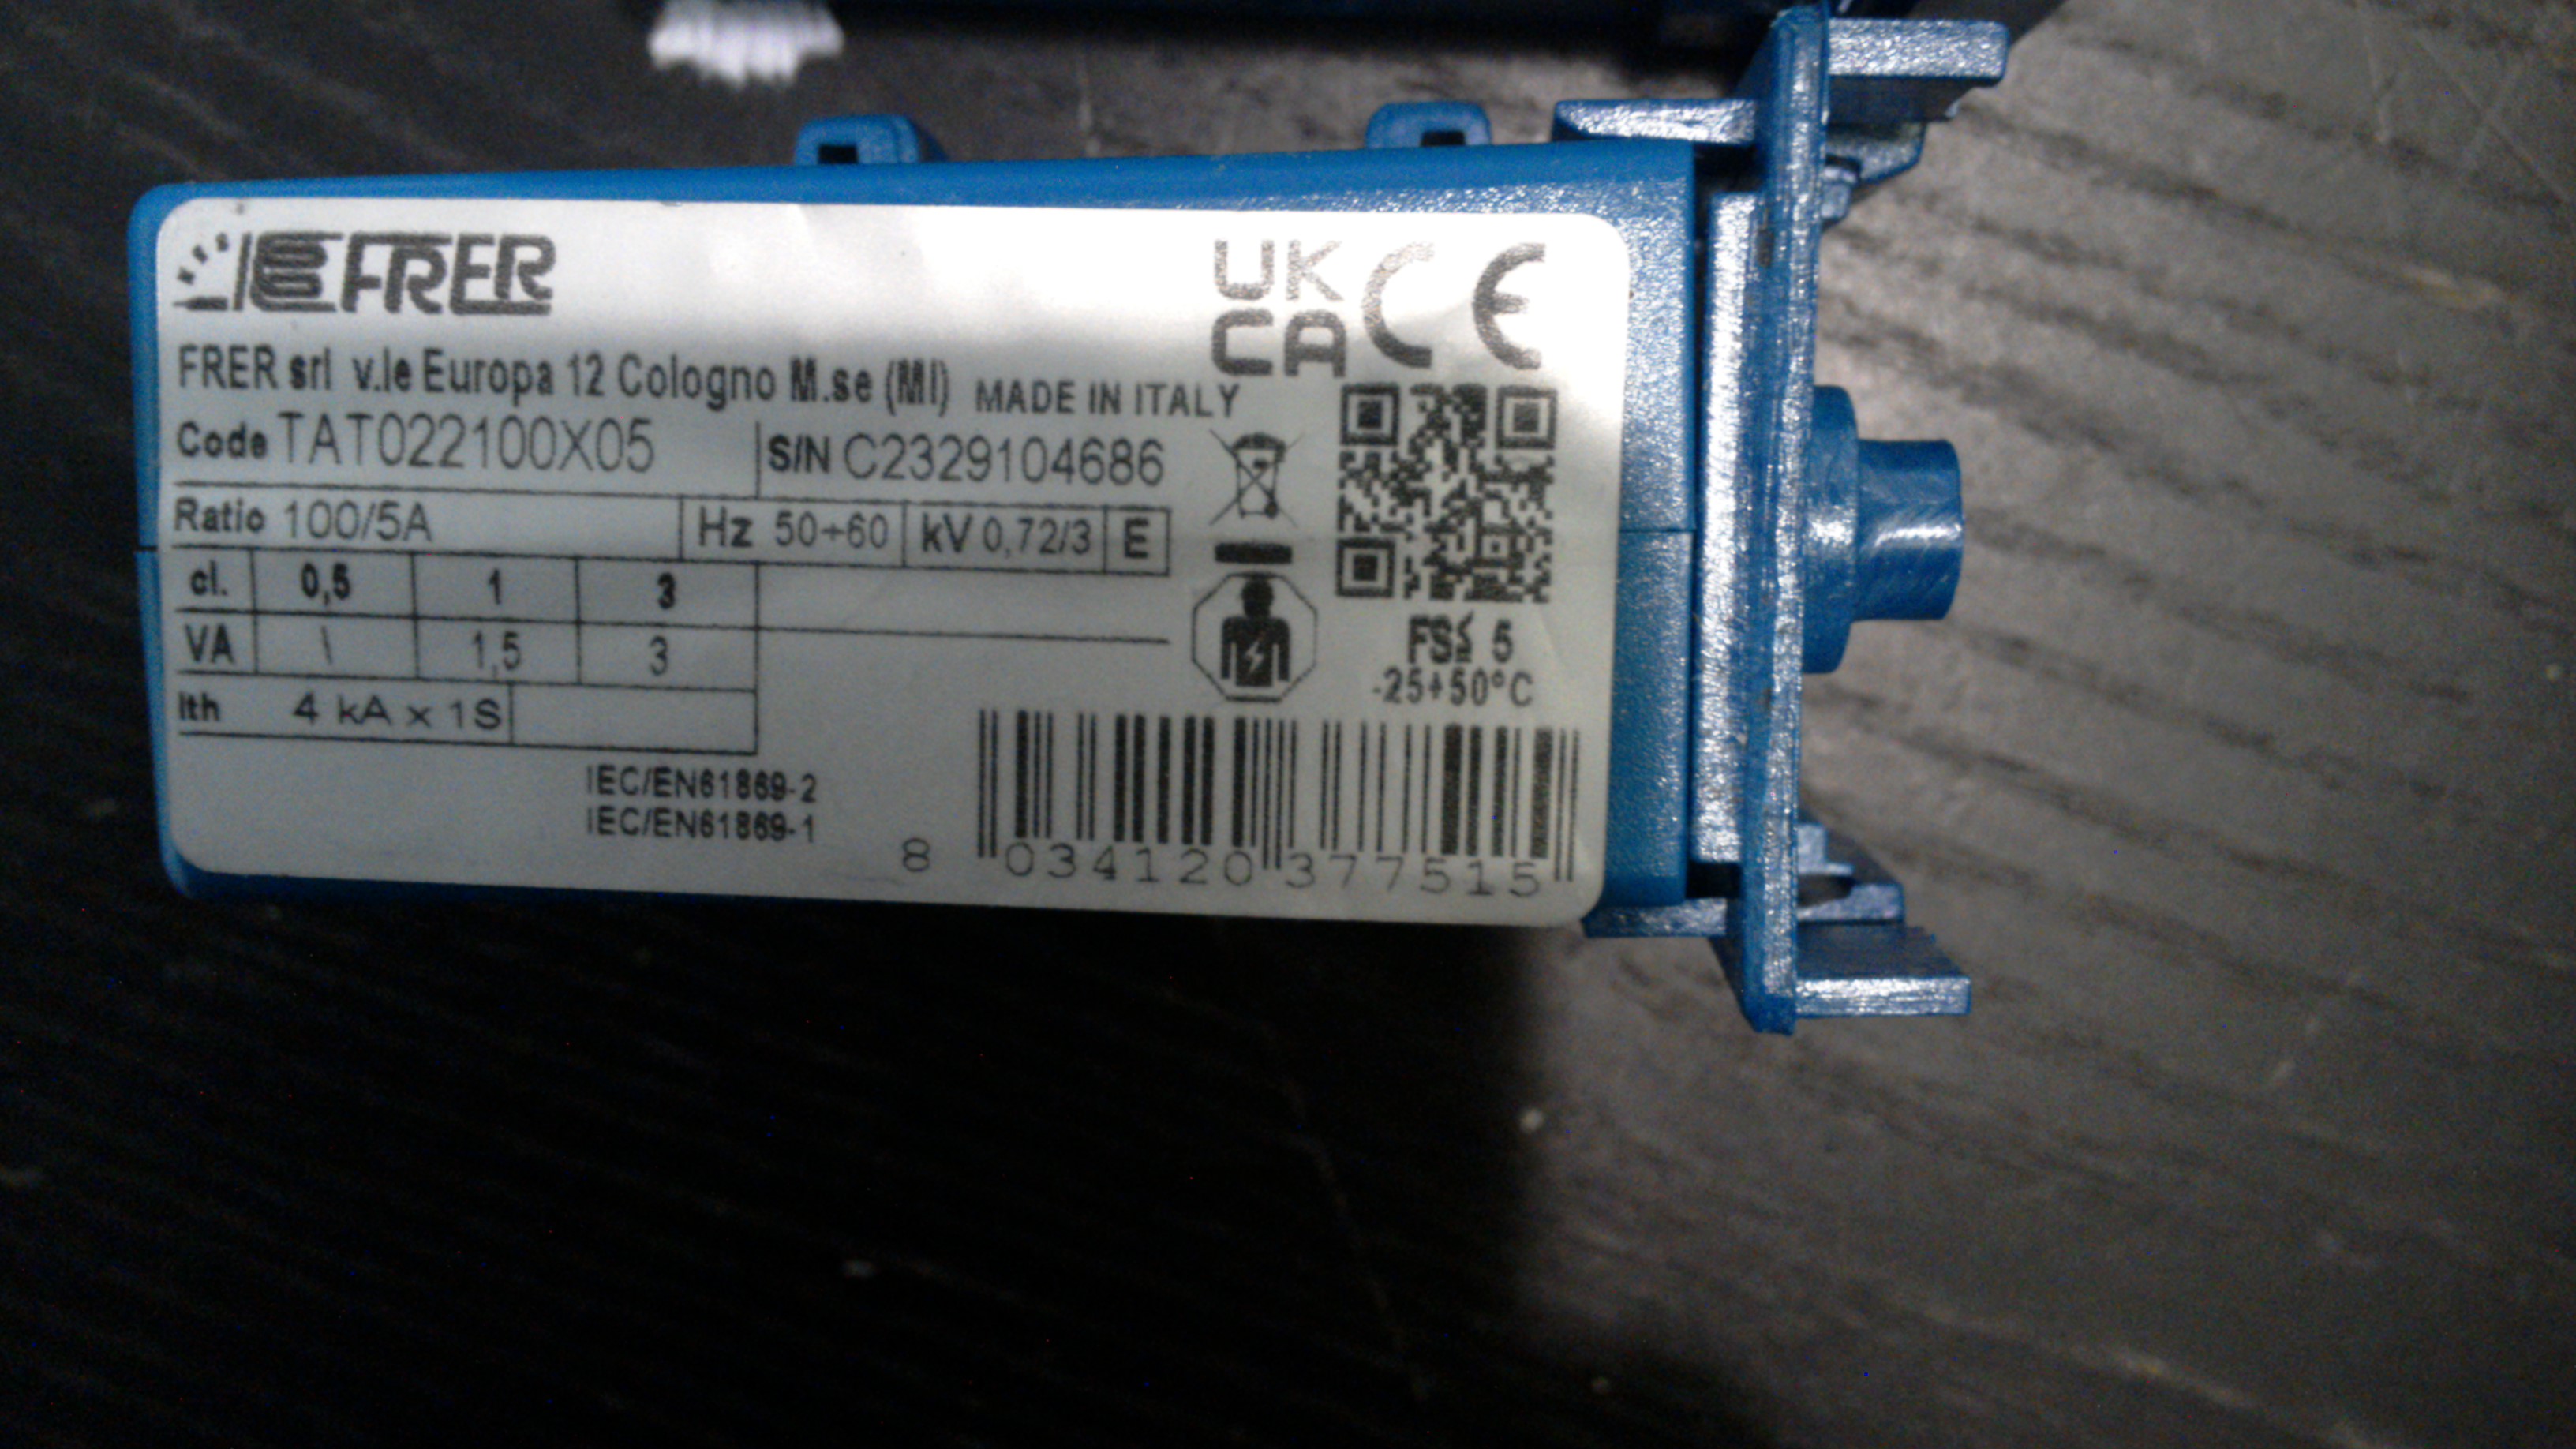 FRER
UK
CA
CE
FRER srl v.le Europa 12 Cologno M.se (MI) MADE IN ITALY
Code TAT022100X05 S/N C2329104686
Ratio 100/5A Hz 50÷60 kV 0,72/3 E
cl. 0,5 1 3
VA \ 1,5 3
Ith 4 kA x 1S
FS≤ 5
-25+50°C
IEC/EN61869-2
IEC/EN61869-1
8 034120 377515